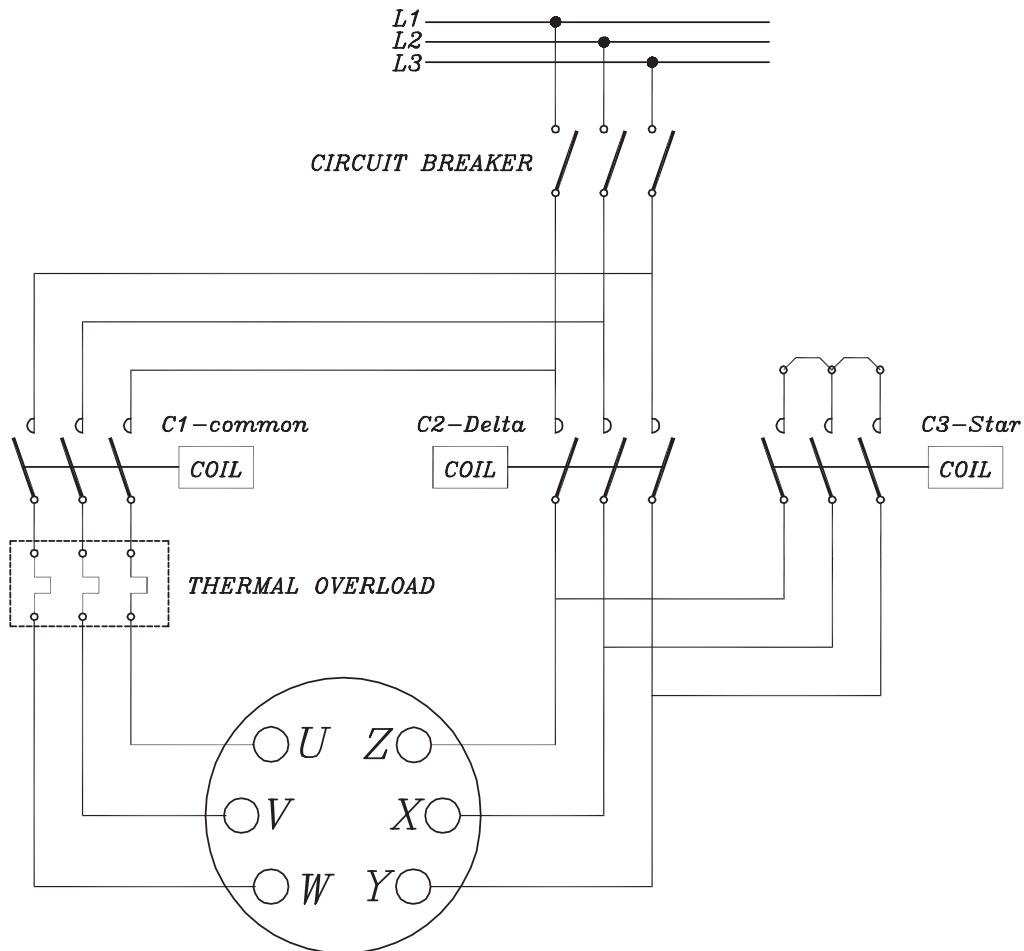 L1
L2
L3
CIRCUIT BREAKER
C1-common
C2-Delta
C3-Star
COIL
COIL
COIL
THERMAL OVERLOAD
U Z
V X
W Y